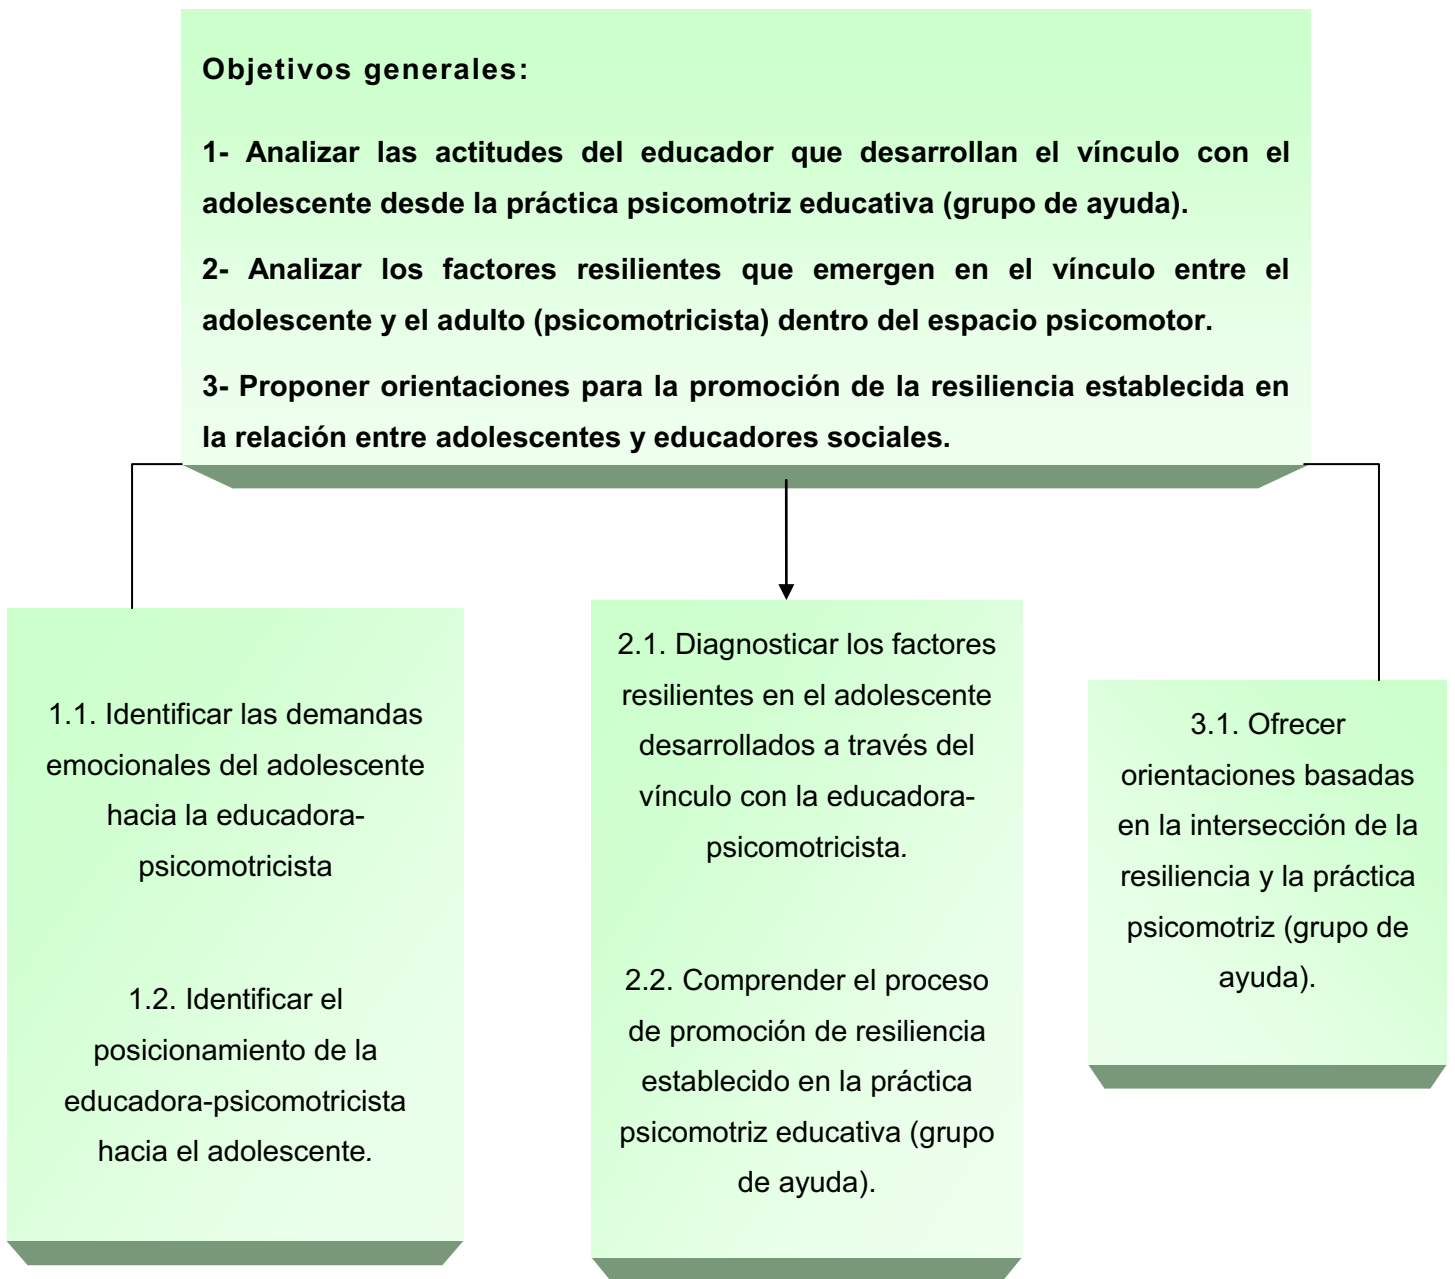 Objetivos generales:
1- Analizar las actitudes del educador que desarrollan el vínculo con el
adolescente desde la práctica psicomotriz educativa (grupo de ayuda).
2- Analizar los factores resilientes que emergen en el vínculo entre el
adolescente y el adulto (psicomotricista) dentro del espacio psicomotor.
3- Proponer orientaciones para la promoción de la resiliencia establecida en
la relación entre adolescentes y educadores sociales.
1.1. Identificar las demandas
emocionales del adolescente
hacia la educadora-
psicomotricista
1.2. Identificar el
posicionamiento de la
educadora-psicomotricista
hacia el adolescente.
2.1. Diagnosticar los factores
resilientes en el adolescente
desarrollados a través del
vínculo con la educadora-
psicomotricista.
2.2. Comprender el proceso
de promoción de resiliencia
establecido en la práctica
psicomotriz educativa (grupo
de ayuda).
3.1. Ofrecer
orientaciones basadas
en la intersección de la
resiliencia y la práctica
psicomotriz (grupo de
ayuda).